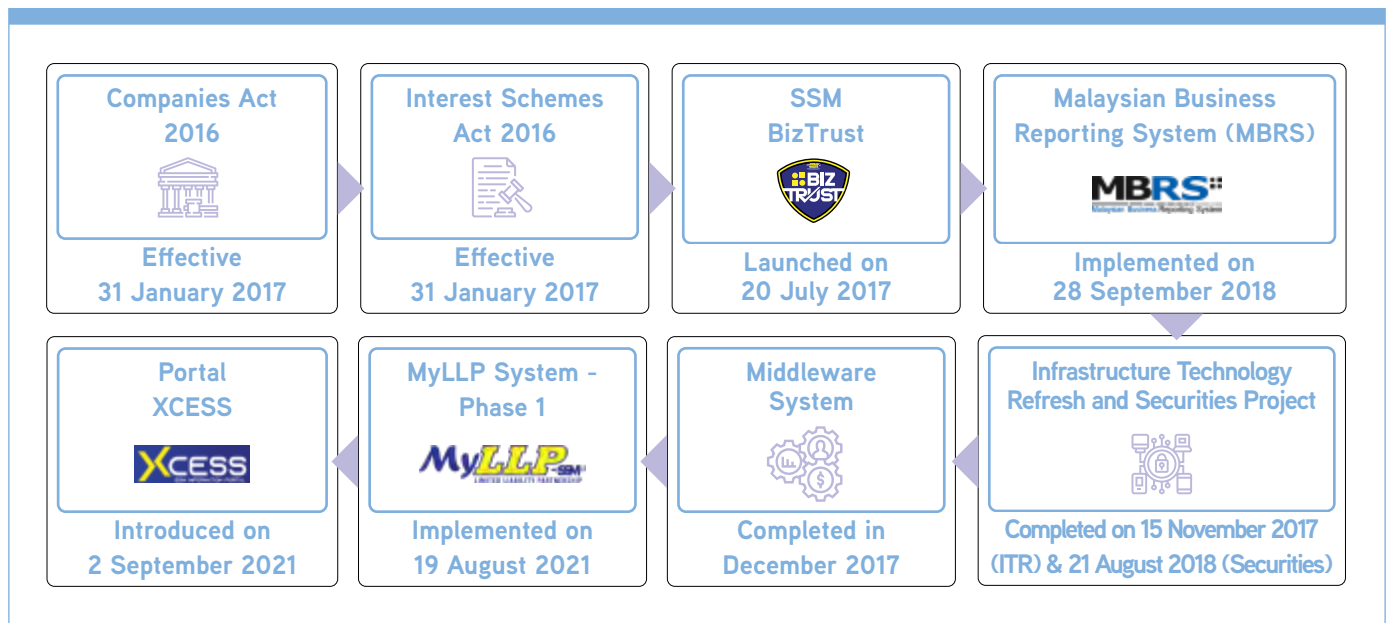 Companies Act
2016
Effective
31 January 2017
Interest Schemes
Act 2016
Effective
31 January 2017
SSM
BizTrust
BIZ
TRUST
Launched on
20 July 2017
Malaysian Business
Reporting System (MBRS)
MBRS
Malaysian Business Reporting System
Implemented on
28 September 2018
Infrastructure Technology
Refresh and Securities Project
Completed on 15 November 2017
(ITR) & 21 August 2018 (Securities)
Middleware
System
$
Completed in
December 2017
MyLLP System -
Phase 1
MyLLP-SSM
LIMITED LIABILITY PARTNERSHIP
Implemented on
19 August 2021
Portal
XCESS
XCESS
SSM INFORMATION PORTAL
Introduced on
2 September 2021